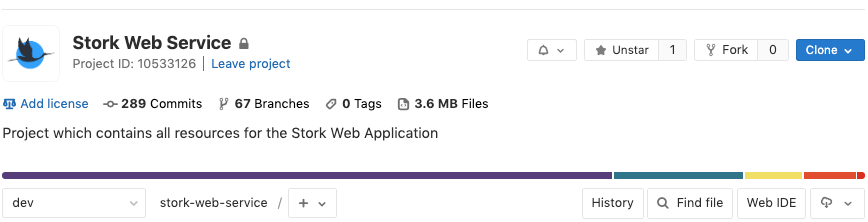 Stork Web Service
Project ID: 10533126 Leave project
Unstar 1 Fork 0 Clone
Add license 289 Commits 67 Branches 0 Tags 3.6 MB Files
Project which contains all resources for the Stork Web Application
dev stork-web-service / + History Find file Web IDE